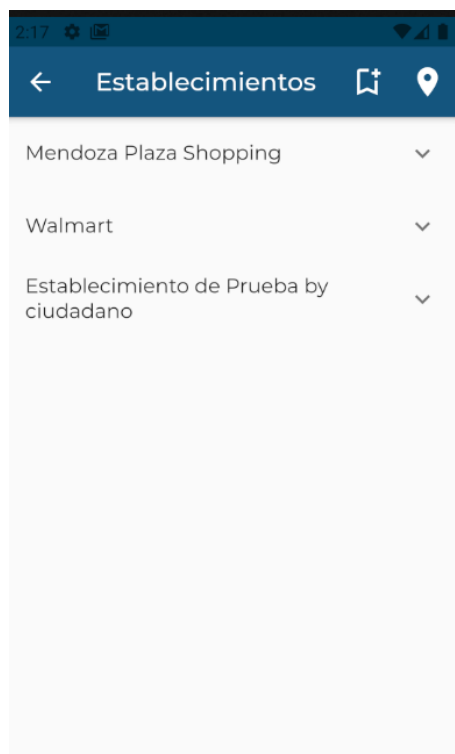 2:17
Establecimientos
Mendoza Plaza Shopping
Walmart
Establecimiento de Prueba by
ciudadano